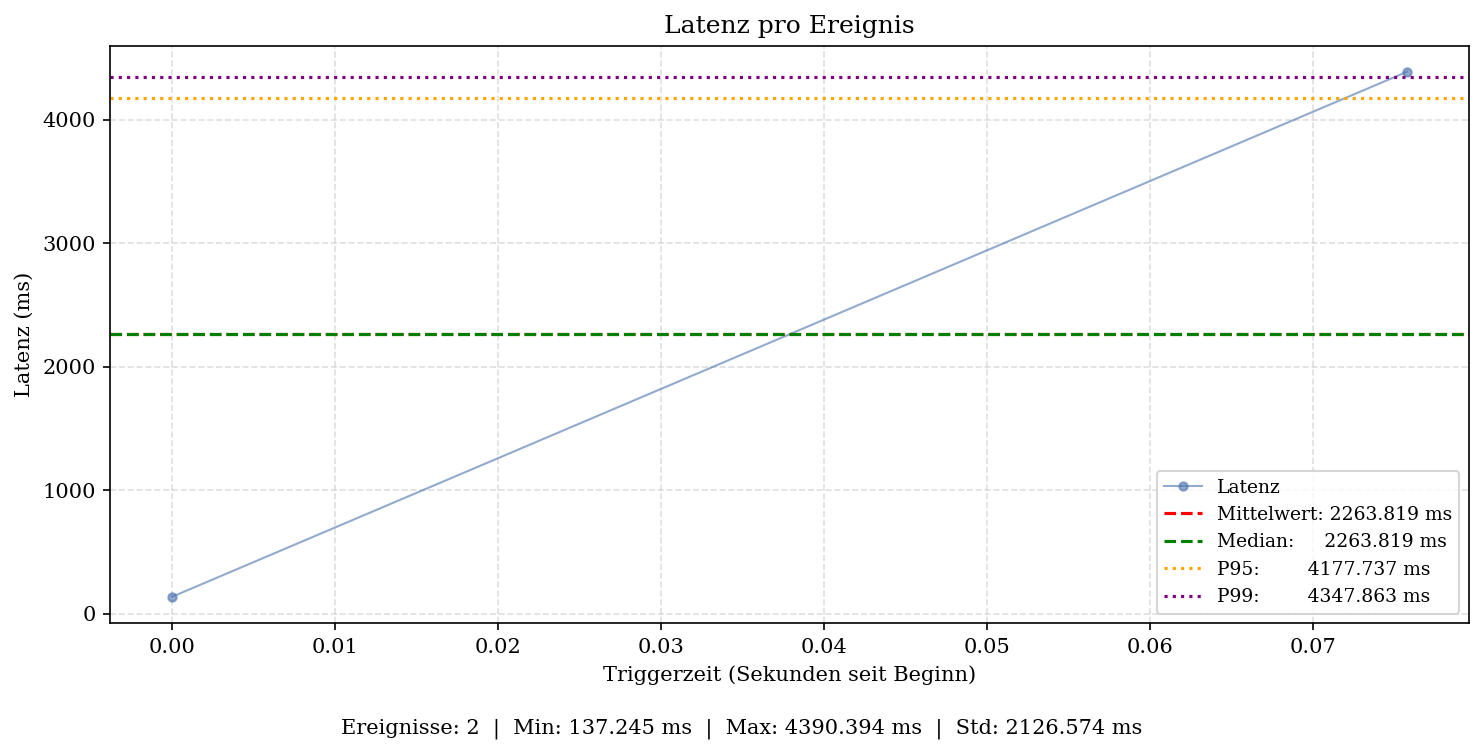 Latenz pro Ereignis
Latenz (ms)
4000
3000
2000
1000
0
Latenz
Mittelwert: 2263.819 ms
Median: 2263.819 ms
P95: 4177.737 ms
P99: 4347.863 ms
0.00 0.01 0.02 0.03 0.04 0.05 0.06 0.07
Triggerzeit (Sekunden seit Beginn)
Ereignisse: 2 | Min: 137.245 ms | Max: 4390.394 ms | Std: 2126.574 ms